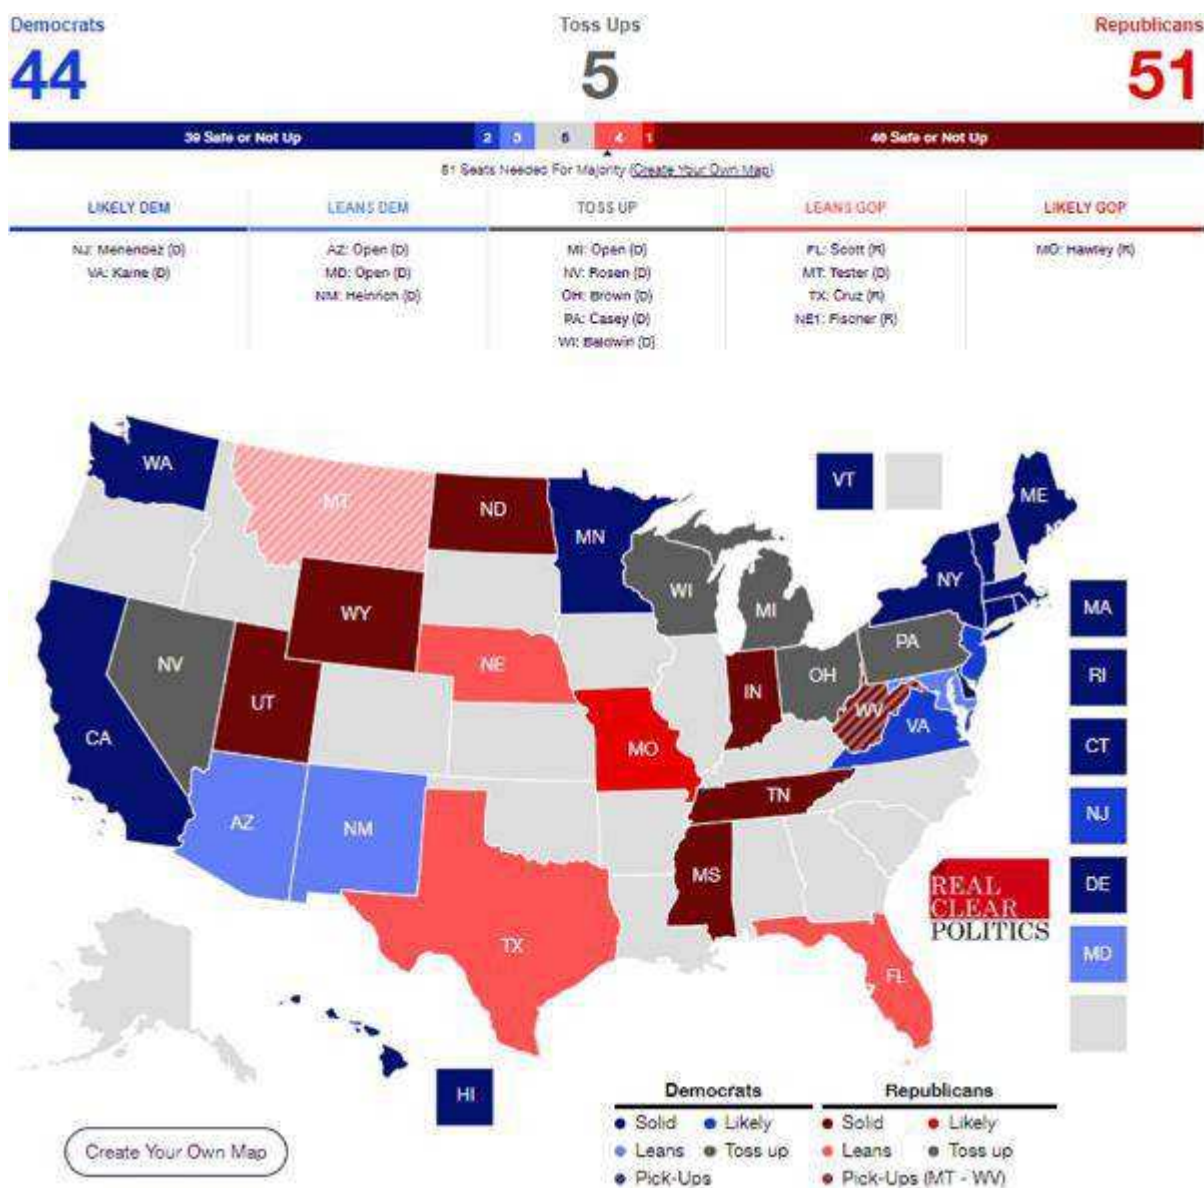 Democrats Toss Ups Republicans
44 5 51
39 Safe or Not Up 2 3 5 4 1 46 Safe or Not Up
51 Seats Needed For Majority (Create Your Own Map)
LIKELY DEM LEANS DEM TOSS UP LEANS GOP LIKELY GOP
NJ: Menendez (D) AZ: Open (D) MI: Open (D) FL: Scott (R) MO: Hawley (R)
VA: Kaine (D) MD: Open (D) NV: Rosen (D) MT: Tester (D)
NM: Heinrich (D) OH: Brown (D) TX: Cruz (R)
PA: Casey (D) NE1: Fischer (R)
WI: Baldwin (D)
WA
MT
ND
MN
VT
ME
WI
MI
NY
MA
WY
NE
PA
NV
UT
IN
OH
WV
RI
CA
MO
VA
CT
AZ
NM
TN
NJ
MS
DE
REAL
CLEAR
POLITICS
TX
FL
MD
HI
Democrats Republicans
Solid Likely Solid Likely
Leans Toss up Leans Toss up
Pick-Ups Pick-Ups (MT - WV)
Create Your Own Map